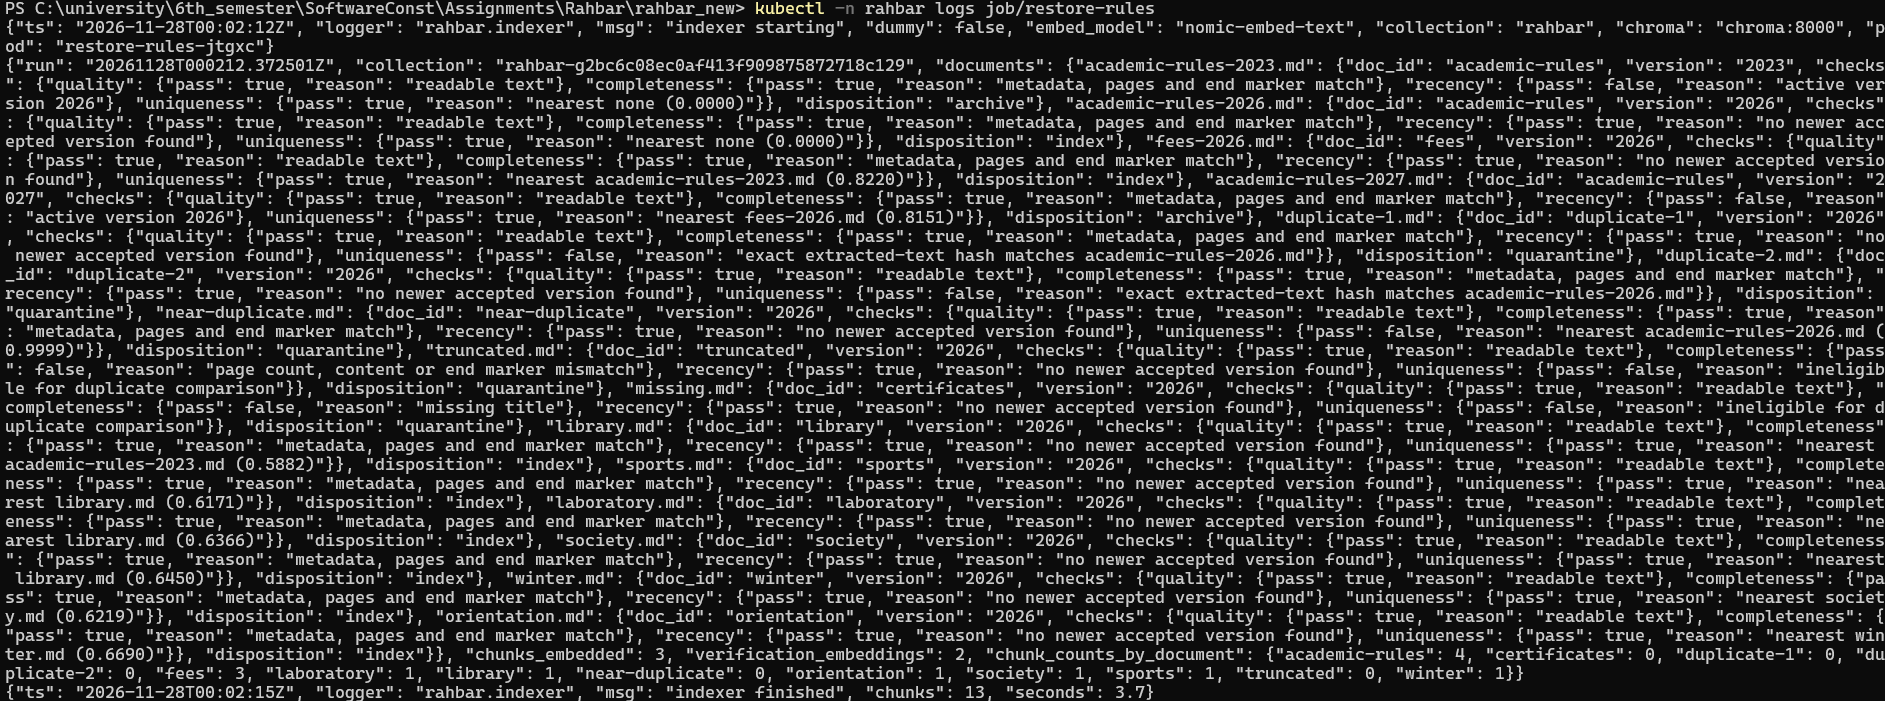 PS C:\university\6th_semester\SoftwareConst\Assignments\Rahbar\rahbar_new> kubectl -n rahbar logs job/restore-rules
{"ts": "2026-11-28T00:02:12Z", "logger": "rahbar.indexer", "msg": "indexer starting", "dummy": false, "embed_model": "nomic-embed-text", "collection": "rahbar", "chroma": "chroma:8000", "p
od": "restore-rules-jtgxc"}
{"run": "20261128T000212.372501Z", "collection": "rahbar-g2bc6c08ec0af413f909875872718c129", "documents": {"academic-rules-2023.md": {"doc_id": "academic-rules", "version": "2023", "checks
": {"quality": {"pass": true, "reason": "readable text"}, "completeness": {"pass": true, "reason": "metadata, pages and end marker match"}, "recency": {"pass": false, "reason": "active ver
sion 2026"}, "uniqueness": {"pass": true, "reason": "nearest none (0.0000)"}}, "disposition": "archive"}, "academic-rules-2026.md": {"doc_id": "academic-rules", "version": "2026", "checks"
: {"quality": {"pass": true, "reason": "readable text"}, "completeness": {"pass": true, "reason": "metadata, pages and end marker match"}, "recency": {"pass": true, "reason": "no newer acc
epted version found"}, "uniqueness": {"pass": true, "reason": "nearest none (0.0000)"}}, "disposition": "index"}, "fees-2026.md": {"doc_id": "fees", "version": "2026", "checks": {"quality"
: {"pass": true, "reason": "readable text"}, "completeness": {"pass": true, "reason": "metadata, pages and end marker match"}, "recency": {"pass": true, "reason": "no newer accepted versio
n found"}, "uniqueness": {"pass": true, "reason": "nearest academic-rules-2023.md (0.8220)"}}, "disposition": "index"}, "academic-rules-2027.md": {"doc_id": "academic-rules", "version": "2
027", "checks": {"quality": {"pass": true, "reason": "readable text"}, "completeness": {"pass": true, "reason": "metadata, pages and end marker match"}, "recency": {"pass": false, "reason"
: "active version 2026"}, "uniqueness": {"pass": true, "reason": "nearest fees-2026.md (0.8151)"}}, "disposition": "archive"}, "duplicate-1.md": {"doc_id": "duplicate-1", "version": "2026"
, "checks": {"quality": {"pass": true, "reason": "readable text"}, "completeness": {"pass": true, "reason": "metadata, pages and end marker match"}, "recency": {"pass": true, "reason": "no
 newer accepted version found"}, "uniqueness": {"pass": false, "reason": "exact extracted-text hash matches academic-rules-2026.md"}}, "disposition": "quarantine"}, "duplicate-2.md": {"doc
_id": "duplicate-2", "version": "2026", "checks": {"quality": {"pass": true, "reason": "readable text"}, "completeness": {"pass": true, "reason": "metadata, pages and end marker match"}, "
recency": {"pass": true, "reason": "no newer accepted version found"}, "uniqueness": {"pass": false, "reason": "exact extracted-text hash matches academic-rules-2026.md"}}, "disposition":
"quarantine"}, "near-duplicate.md": {"doc_id": "near-duplicate", "version": "2026", "checks": {"quality": {"pass": true, "reason": "readable text"}, "completeness": {"pass": true, "reason"
: "metadata, pages and end marker match"}, "recency": {"pass": true, "reason": "no newer accepted version found"}, "uniqueness": {"pass": false, "reason": "nearest academic-rules-2026.md (
0.9999)"}}, "disposition": "quarantine"}, "truncated.md": {"doc_id": "truncated", "version": "2026", "checks": {"quality": {"pass": true, "reason": "readable text"}, "completeness": {"pass
": false, "reason": "page count, content or end marker mismatch"}, "recency": {"pass": true, "reason": "no newer accepted version found"}, "uniqueness": {"pass": false, "reason": "ineligib
le for duplicate comparison"}}, "disposition": "quarantine"}, "missing.md": {"doc_id": "certificates", "version": "2026", "checks": {"quality": {"pass": true, "reason": "readable text"}, "
completeness": {"pass": false, "reason": "missing title"}, "recency": {"pass": true, "reason": "no newer accepted version found"}, "uniqueness": {"pass": false, "reason": "ineligible for d
uplicate comparison"}}, "disposition": "quarantine"}, "library.md": {"doc_id": "library", "version": "2026", "checks": {"quality": {"pass": true, "reason": "readable text"}, "completeness"
: {"pass": true, "reason": "metadata, pages and end marker match"}, "recency": {"pass": true, "reason": "no newer accepted version found"}, "uniqueness": {"pass": true, "reason": "nearest
academic-rules-2023.md (0.5882)"}}, "disposition": "index"}, "sports.md": {"doc_id": "sports", "version": "2026", "checks": {"quality": {"pass": true, "reason": "readable text"}, "complete
ness": {"pass": true, "reason": "metadata, pages and end marker match"}, "recency": {"pass": true, "reason": "no newer accepted version found"}, "uniqueness": {"pass": true, "reason": "nea
rest library.md (0.6171)"}}, "disposition": "index"}, "laboratory.md": {"doc_id": "laboratory", "version": "2026", "checks": {"quality": {"pass": true, "reason": "readable text"}, "complet
eness": {"pass": true, "reason": "metadata, pages and end marker match"}, "recency": {"pass": true, "reason": "no newer accepted version found"}, "uniqueness": {"pass": true, "reason": "ne
arest library.md (0.6366)"}}, "disposition": "index"}, "society.md": {"doc_id": "society", "version": "2026", "checks": {"quality": {"pass": true, "reason": "readable text"}, "completeness
": {"pass": true, "reason": "metadata, pages and end marker match"}, "recency": {"pass": true, "reason": "no newer accepted version found"}, "uniqueness": {"pass": true, "reason": "nearest
 library.md (0.6450)"}}, "disposition": "index"}, "winter.md": {"doc_id": "winter", "version": "2026", "checks": {"quality": {"pass": true, "reason": "readable text"}, "completeness": {"pa
ss": true, "reason": "metadata, pages and end marker match"}, "recency": {"pass": true, "reason": "no newer accepted version found"}, "uniqueness": {"pass": true, "reason": "nearest societ
y.md (0.6219)"}}, "disposition": "index"}, "orientation.md": {"doc_id": "orientation", "version": "2026", "checks": {"quality": {"pass": true, "reason": "readable text"}, "completeness": {
"pass": true, "reason": "metadata, pages and end marker match"}, "recency": {"pass": true, "reason": "no newer accepted version found"}, "uniqueness": {"pass": true, "reason": "nearest win
ter.md (0.6690)"}}, "disposition": "index"}}, "chunks_embedded": 3, "verification_embeddings": 2, "chunk_counts_by_document": {"academic-rules": 4, "certificates": 0, "duplicate-1": 0, "du
plicate-2": 0, "fees": 3, "laboratory": 1, "library": 1, "near-duplicate": 0, "orientation": 1, "society": 1, "sports": 1, "truncated": 0, "winter": 1}}
{"ts": "2026-11-28T00:02:15Z", "logger": "rahbar.indexer", "msg": "indexer finished", "chunks": 13, "seconds": 3.7}